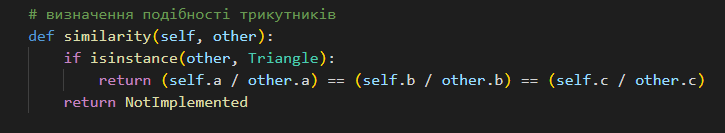 # визначення подібності трикутників
def similarity(self, other):
    if isinstance(other, Triangle):
        return (self.a / other.a) == (self.b / other.b) == (self.c / other.c)
    return NotImplemented